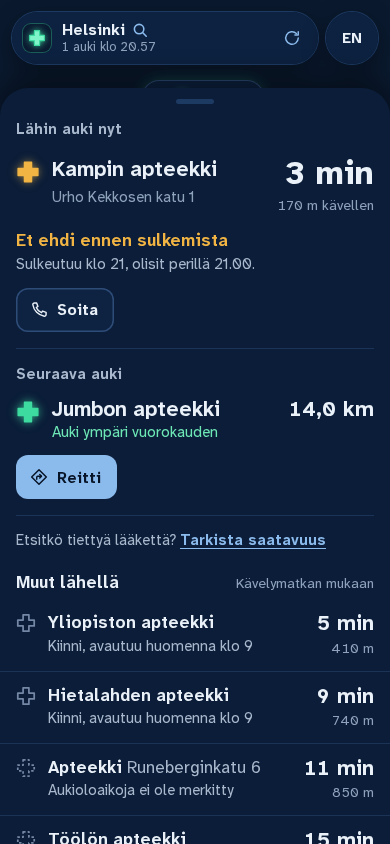 Helsinki
1 auki klo 20.57
EN
Lähin auki nyt
Kampin apteekki 3 min
Urho Kekkosen katu 1 170 m kävellen
Et ehdi ennen sulkemista
Sulkeutuu klo 21, olisit perillä 21.00.
Soita
Seuraava auki
Jumbon apteekki 14,0 km
Auki ympäri vuorokauden
Reitti
Etsitkö tiettyä lääkettä? Tarkista saatavuus
Muut lähellä Kävelymatkan mukaan
Yliopiston apteekki 5 min
Kiinni, avautuu huomenna klo 9 410 m
Hietalahden apteekki 9 min
Kiinni, avautuu huomenna klo 9 740 m
Apteekki Runeberginkatu 6 11 min
Aukioloaikoja ei ole merkitty 850 m
Töölön apteekki 15 min